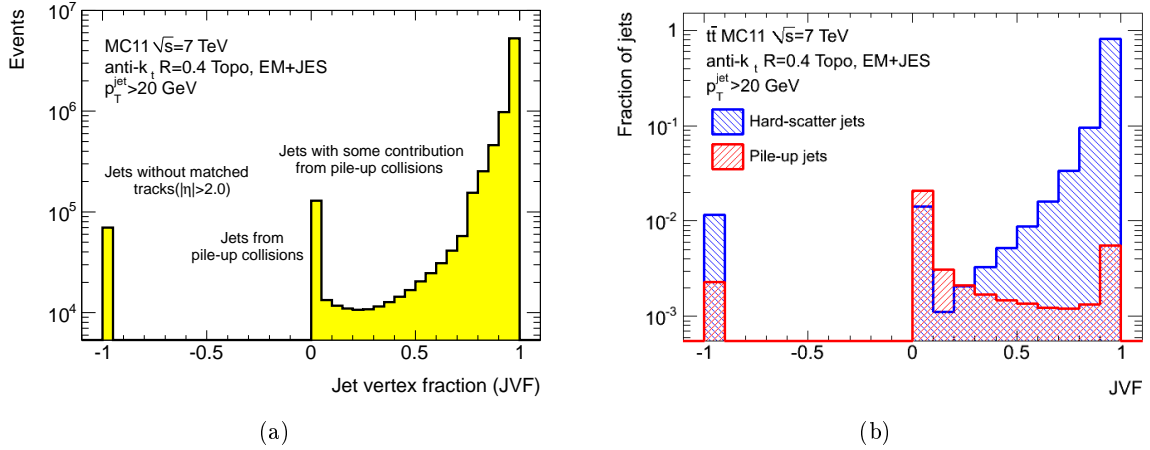 Events
10^7
10^6
10^5
10^4
MC11 √s=7 TeV
anti-k_t R=0.4 Topo, EM+JES
p_T^jet>20 GeV
Jets without matched
tracks(|η|>2.0)
Jets with some contribution
from pile-up collisions
Jets from
pile-up collisions
-1 -0.5 0 0.5 1
Jet vertex fraction (JVF)
(a)
Fraction of jets
1
10^-1
10^-2
10^-3
tt̄ MC11 √s=7 TeV
anti-k_t R=0.4 Topo, EM+JES
p_T^jet>20 GeV
Hard-scatter jets
Pile-up jets
-1 -0.5 0 0.5 1
JVF
(b)